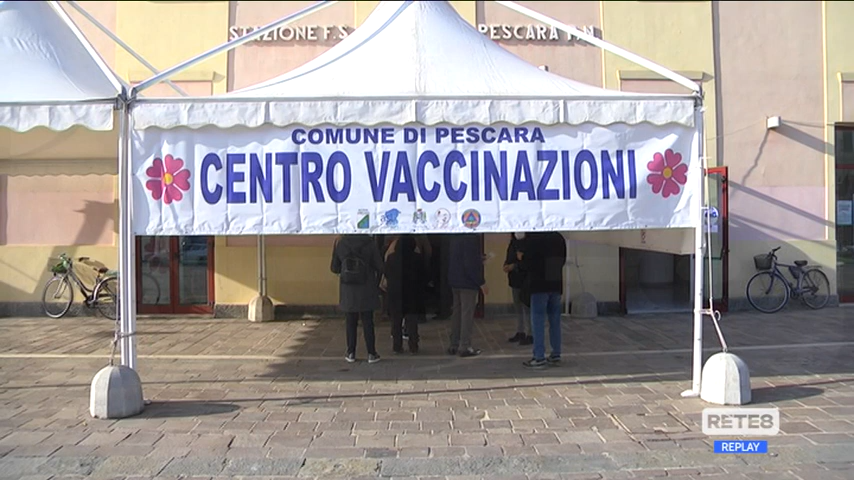 STAZIONE F.S. PESCARA P.N.
COMUNE DI PESCARA
CENTRO VACCINAZIONI
RETE8
REPLAY